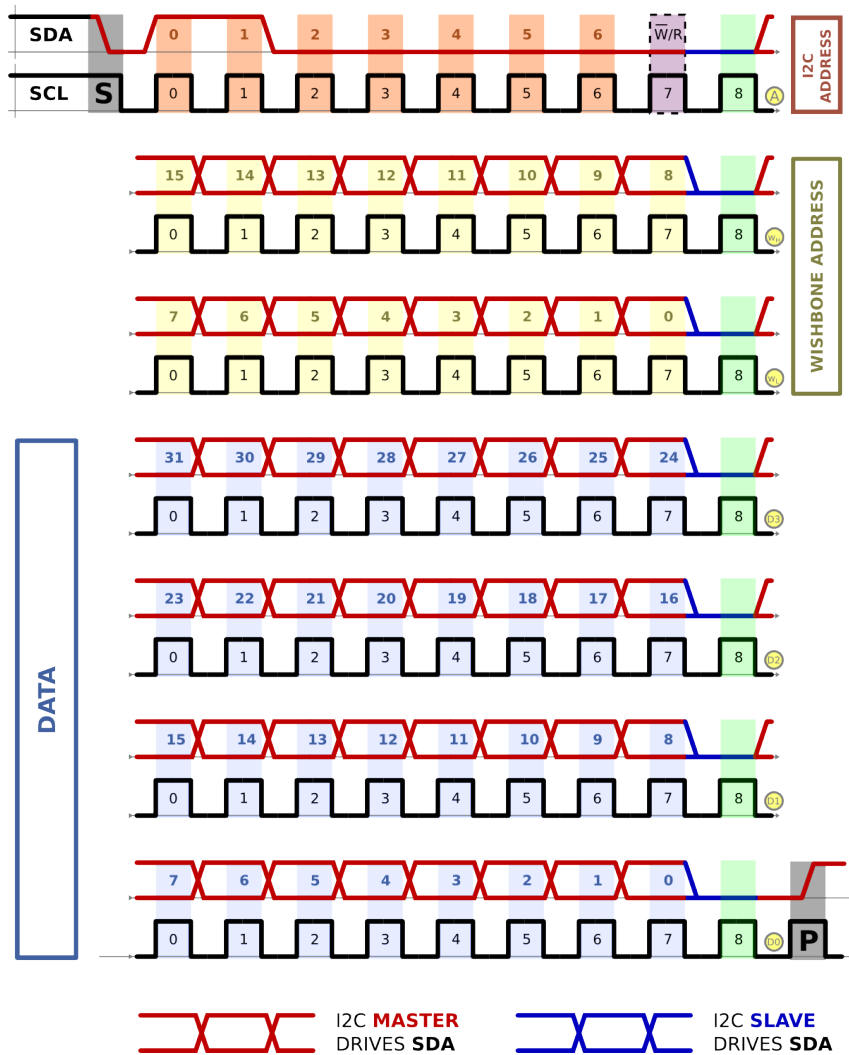 SDA 0 1 2 3 4 5 6 W/R
SCL S 0 1 2 3 4 5 6 7 8 A
I2C
ADDRESS
15 14 13 12 11 10 9 8
0 1 2 3 4 5 6 7 8 WH
7 6 5 4 3 2 1 0
0 1 2 3 4 5 6 7 8 WL
WISHBONE ADDRESS
DATA
31 30 29 28 27 26 25 24
0 1 2 3 4 5 6 7 8 D3
23 22 21 20 19 18 17 16
0 1 2 3 4 5 6 7 8 D2
15 14 13 12 11 10 9 8
0 1 2 3 4 5 6 7 8 D1
7 6 5 4 3 2 1 0
0 1 2 3 4 5 6 7 8 D0 P
I2C MASTER
DRIVES SDA
I2C SLAVE
DRIVES SDA